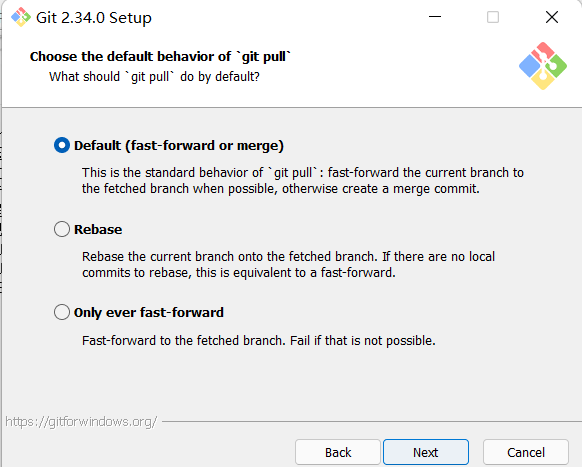 Git 2.34.0 Setup
Choose the default behavior of `git pull`
What should `git pull` do by default?
Default (fast-forward or merge)
This is the standard behavior of `git pull`: fast-forward the current branch to
the fetched branch when possible, otherwise create a merge commit.
Rebase
Rebase the current branch onto the fetched branch. If there are no local
commits to rebase, this is equivalent to a fast-forward.
Only ever fast-forward
Fast-forward to the fetched branch. Fail if that is not possible.
https://gitforwindows.org/
Back
Next
Cancel